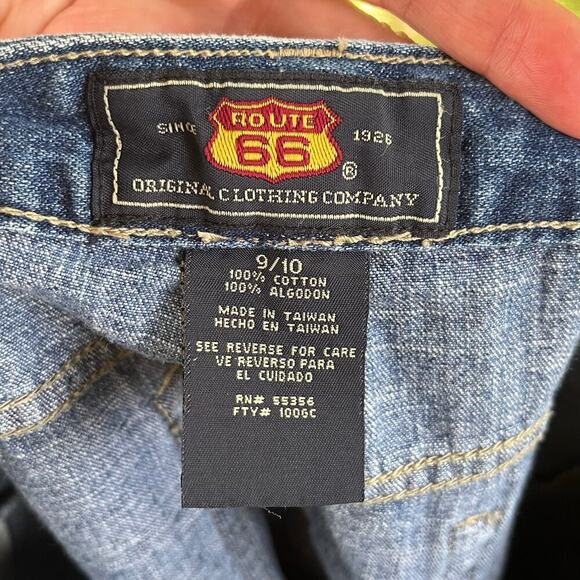 ROUTE
SINCE 66 1926
®
ORIGINAL CLOTHING COMPANY
9/10
100% COTTON
100% ALGODON
MADE IN TAIWAN
HECHO EN TAIWAN
SEE REVERSE FOR CARE
VE REVERSO PARA
EL CUIDADO
RN# 55356
FTY# 100GC